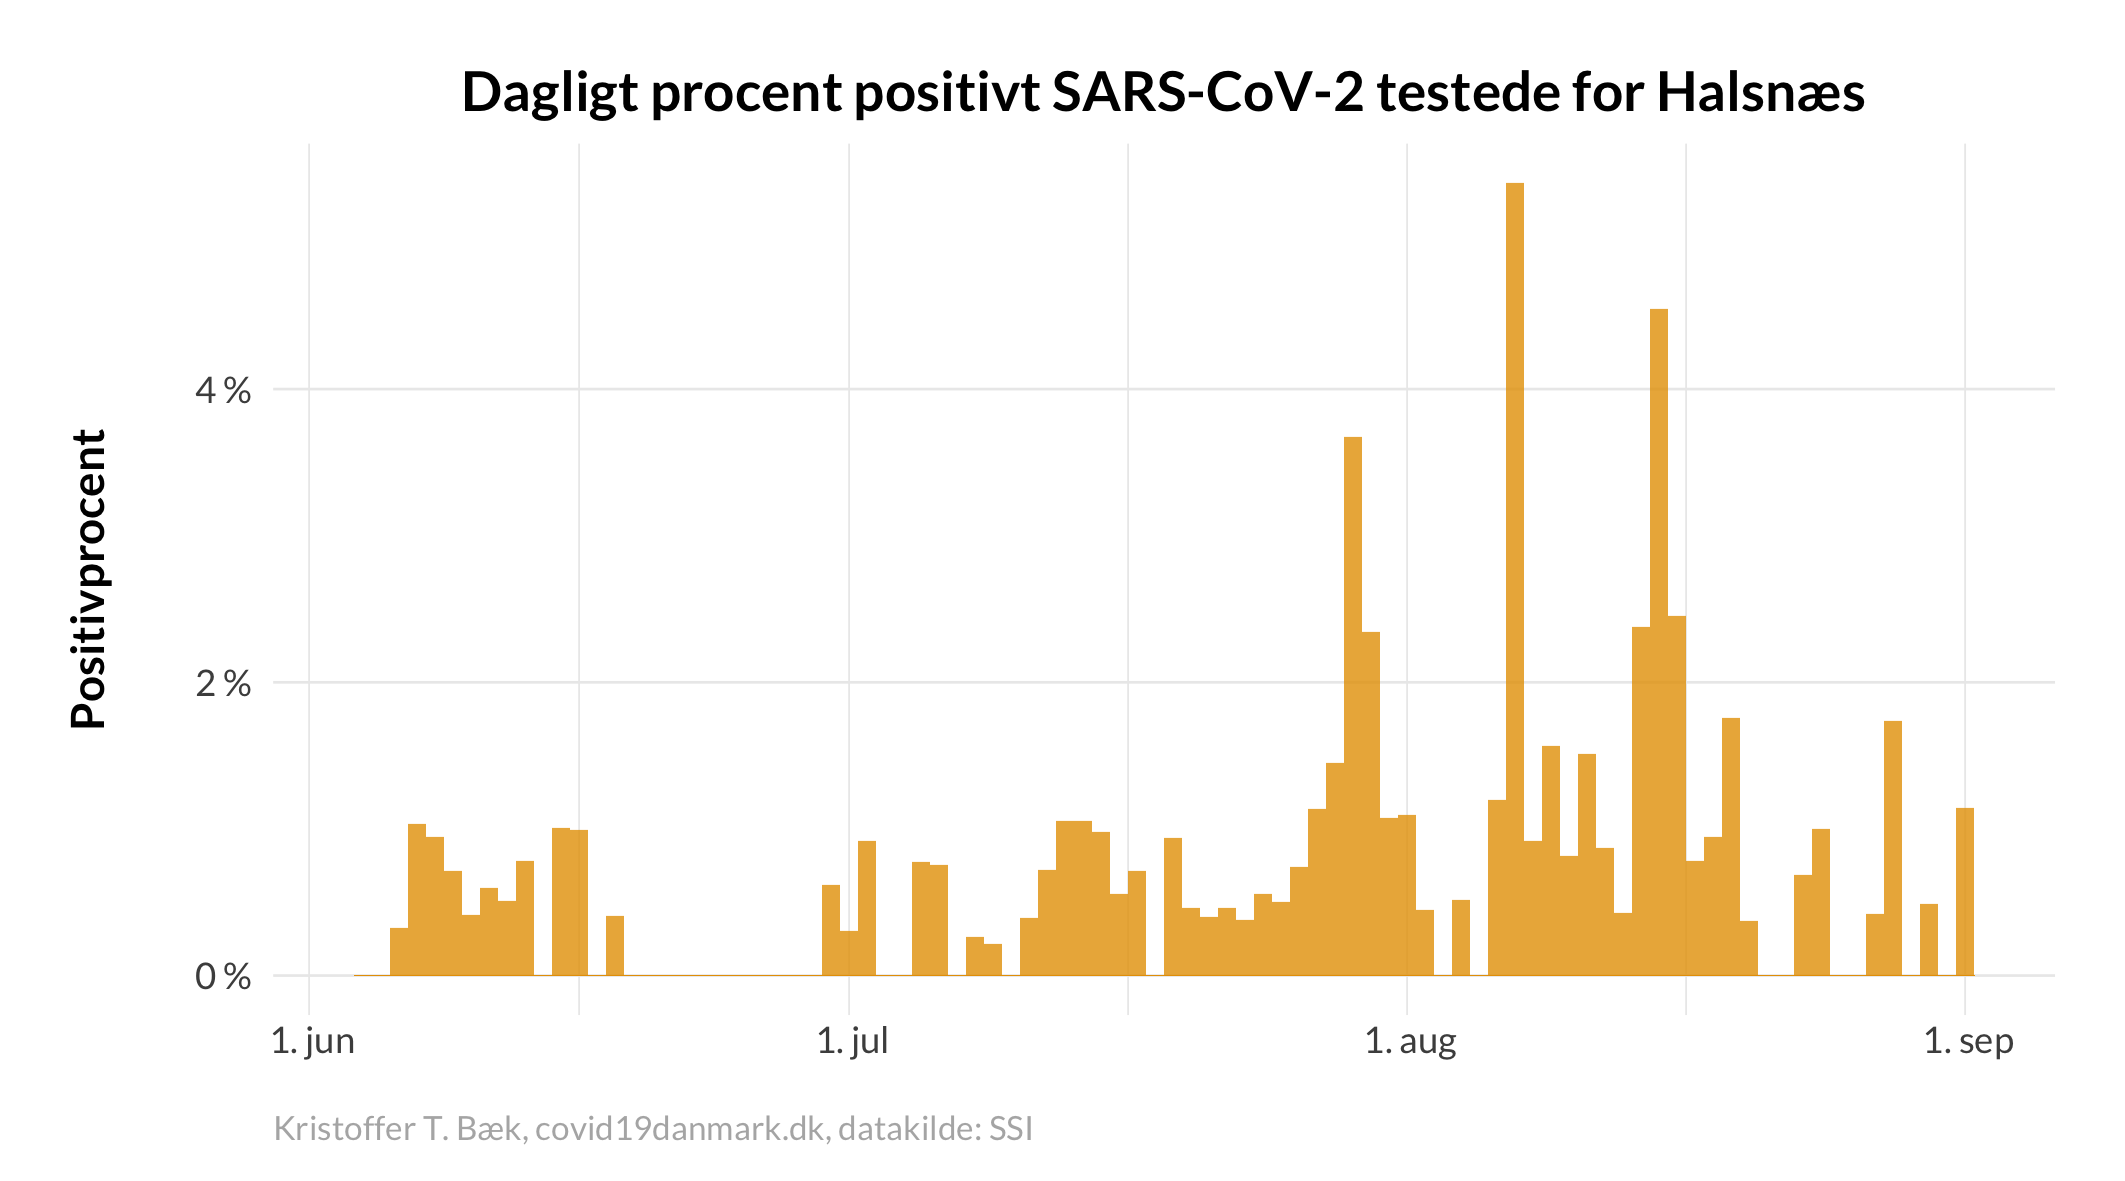 Dagligt procent positivt SARS-CoV-2 testede for Halsnæs
Positivprocent
4 %
2 %
0 %
1. jun
1. jul
1. aug
1. sep
Kristoffer T. Bæk, covid19danmark.dk, datakilde: SSI